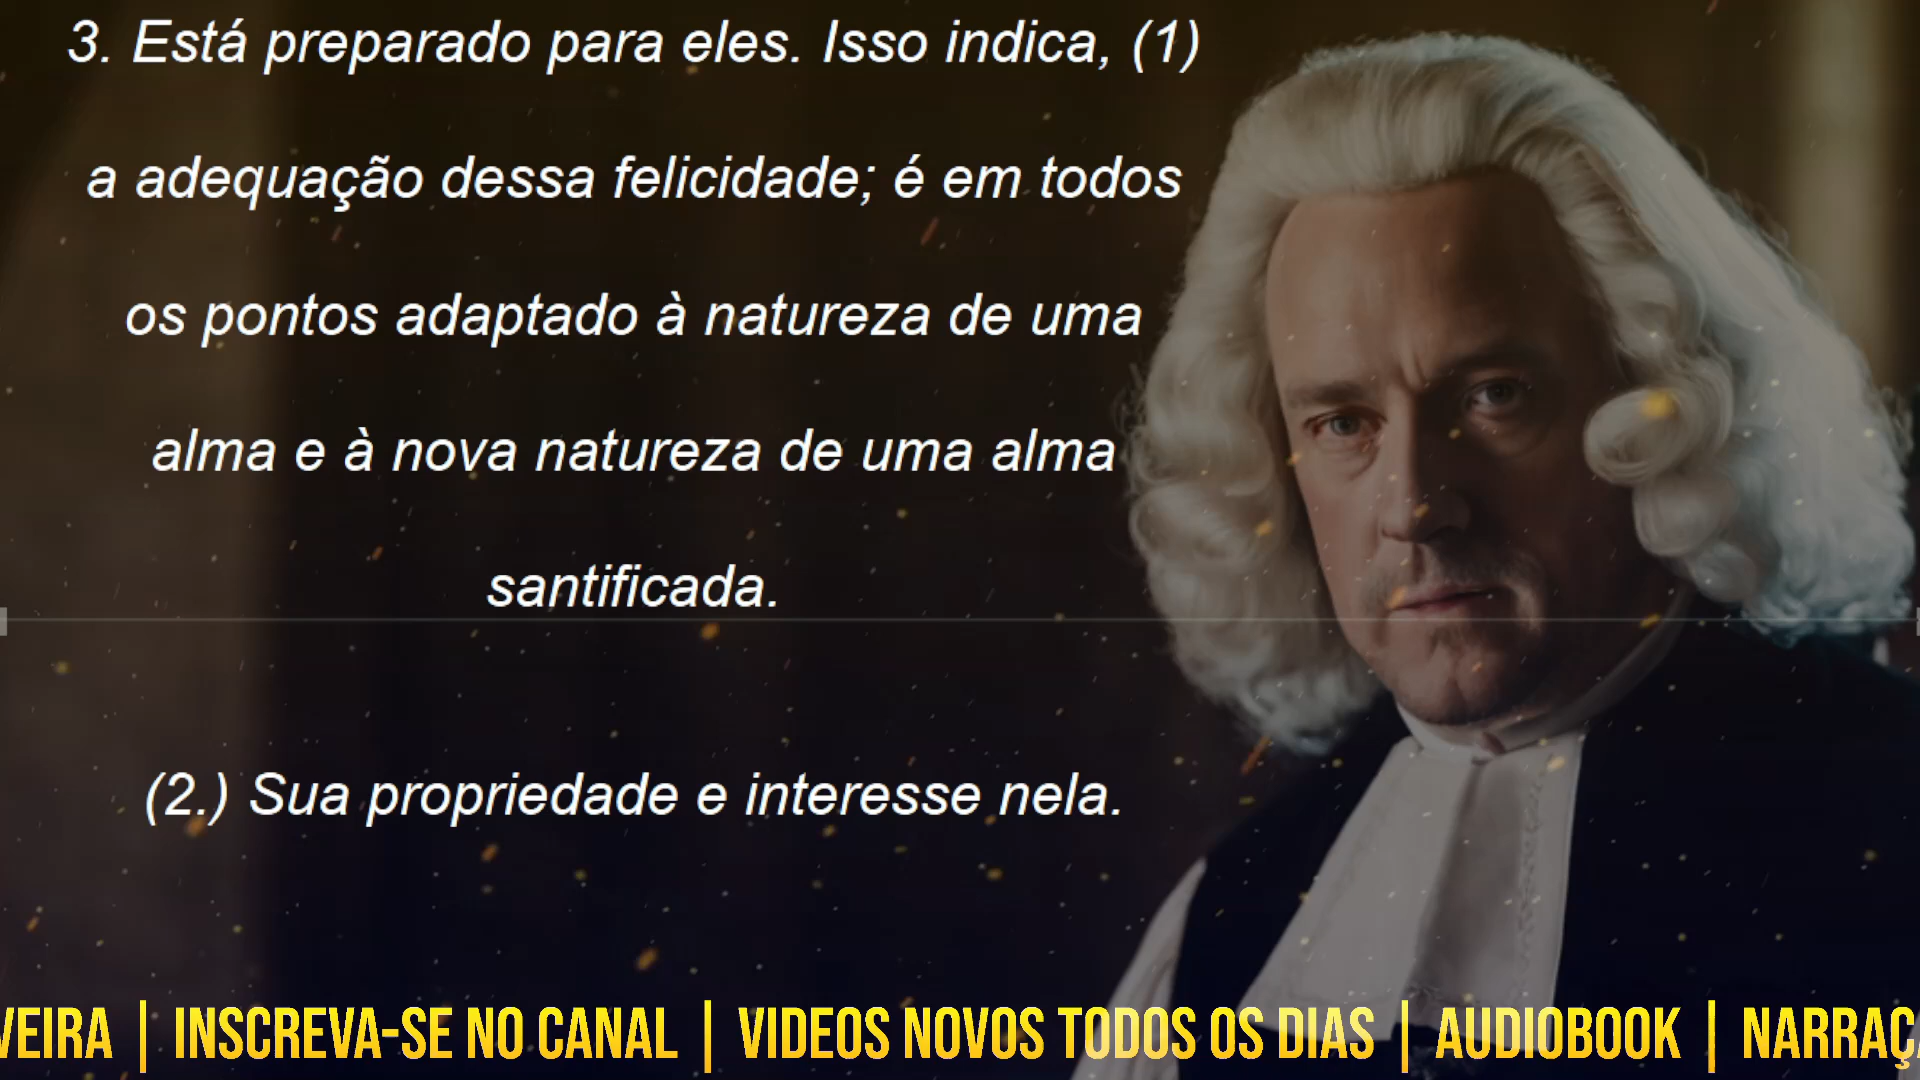 3. Está preparado para eles. Isso indica, (1)
a adequação dessa felicidade; é em todos
os pontos adaptado à natureza de uma
alma e à nova natureza de uma alma
santificada.
(2.) Sua propriedade e interesse nela.
VEIRA | INSCREVA-SE NO CANAL | VIDEOS NOVOS TODOS OS DIAS | AUDIOBOOK | NARRAÇ